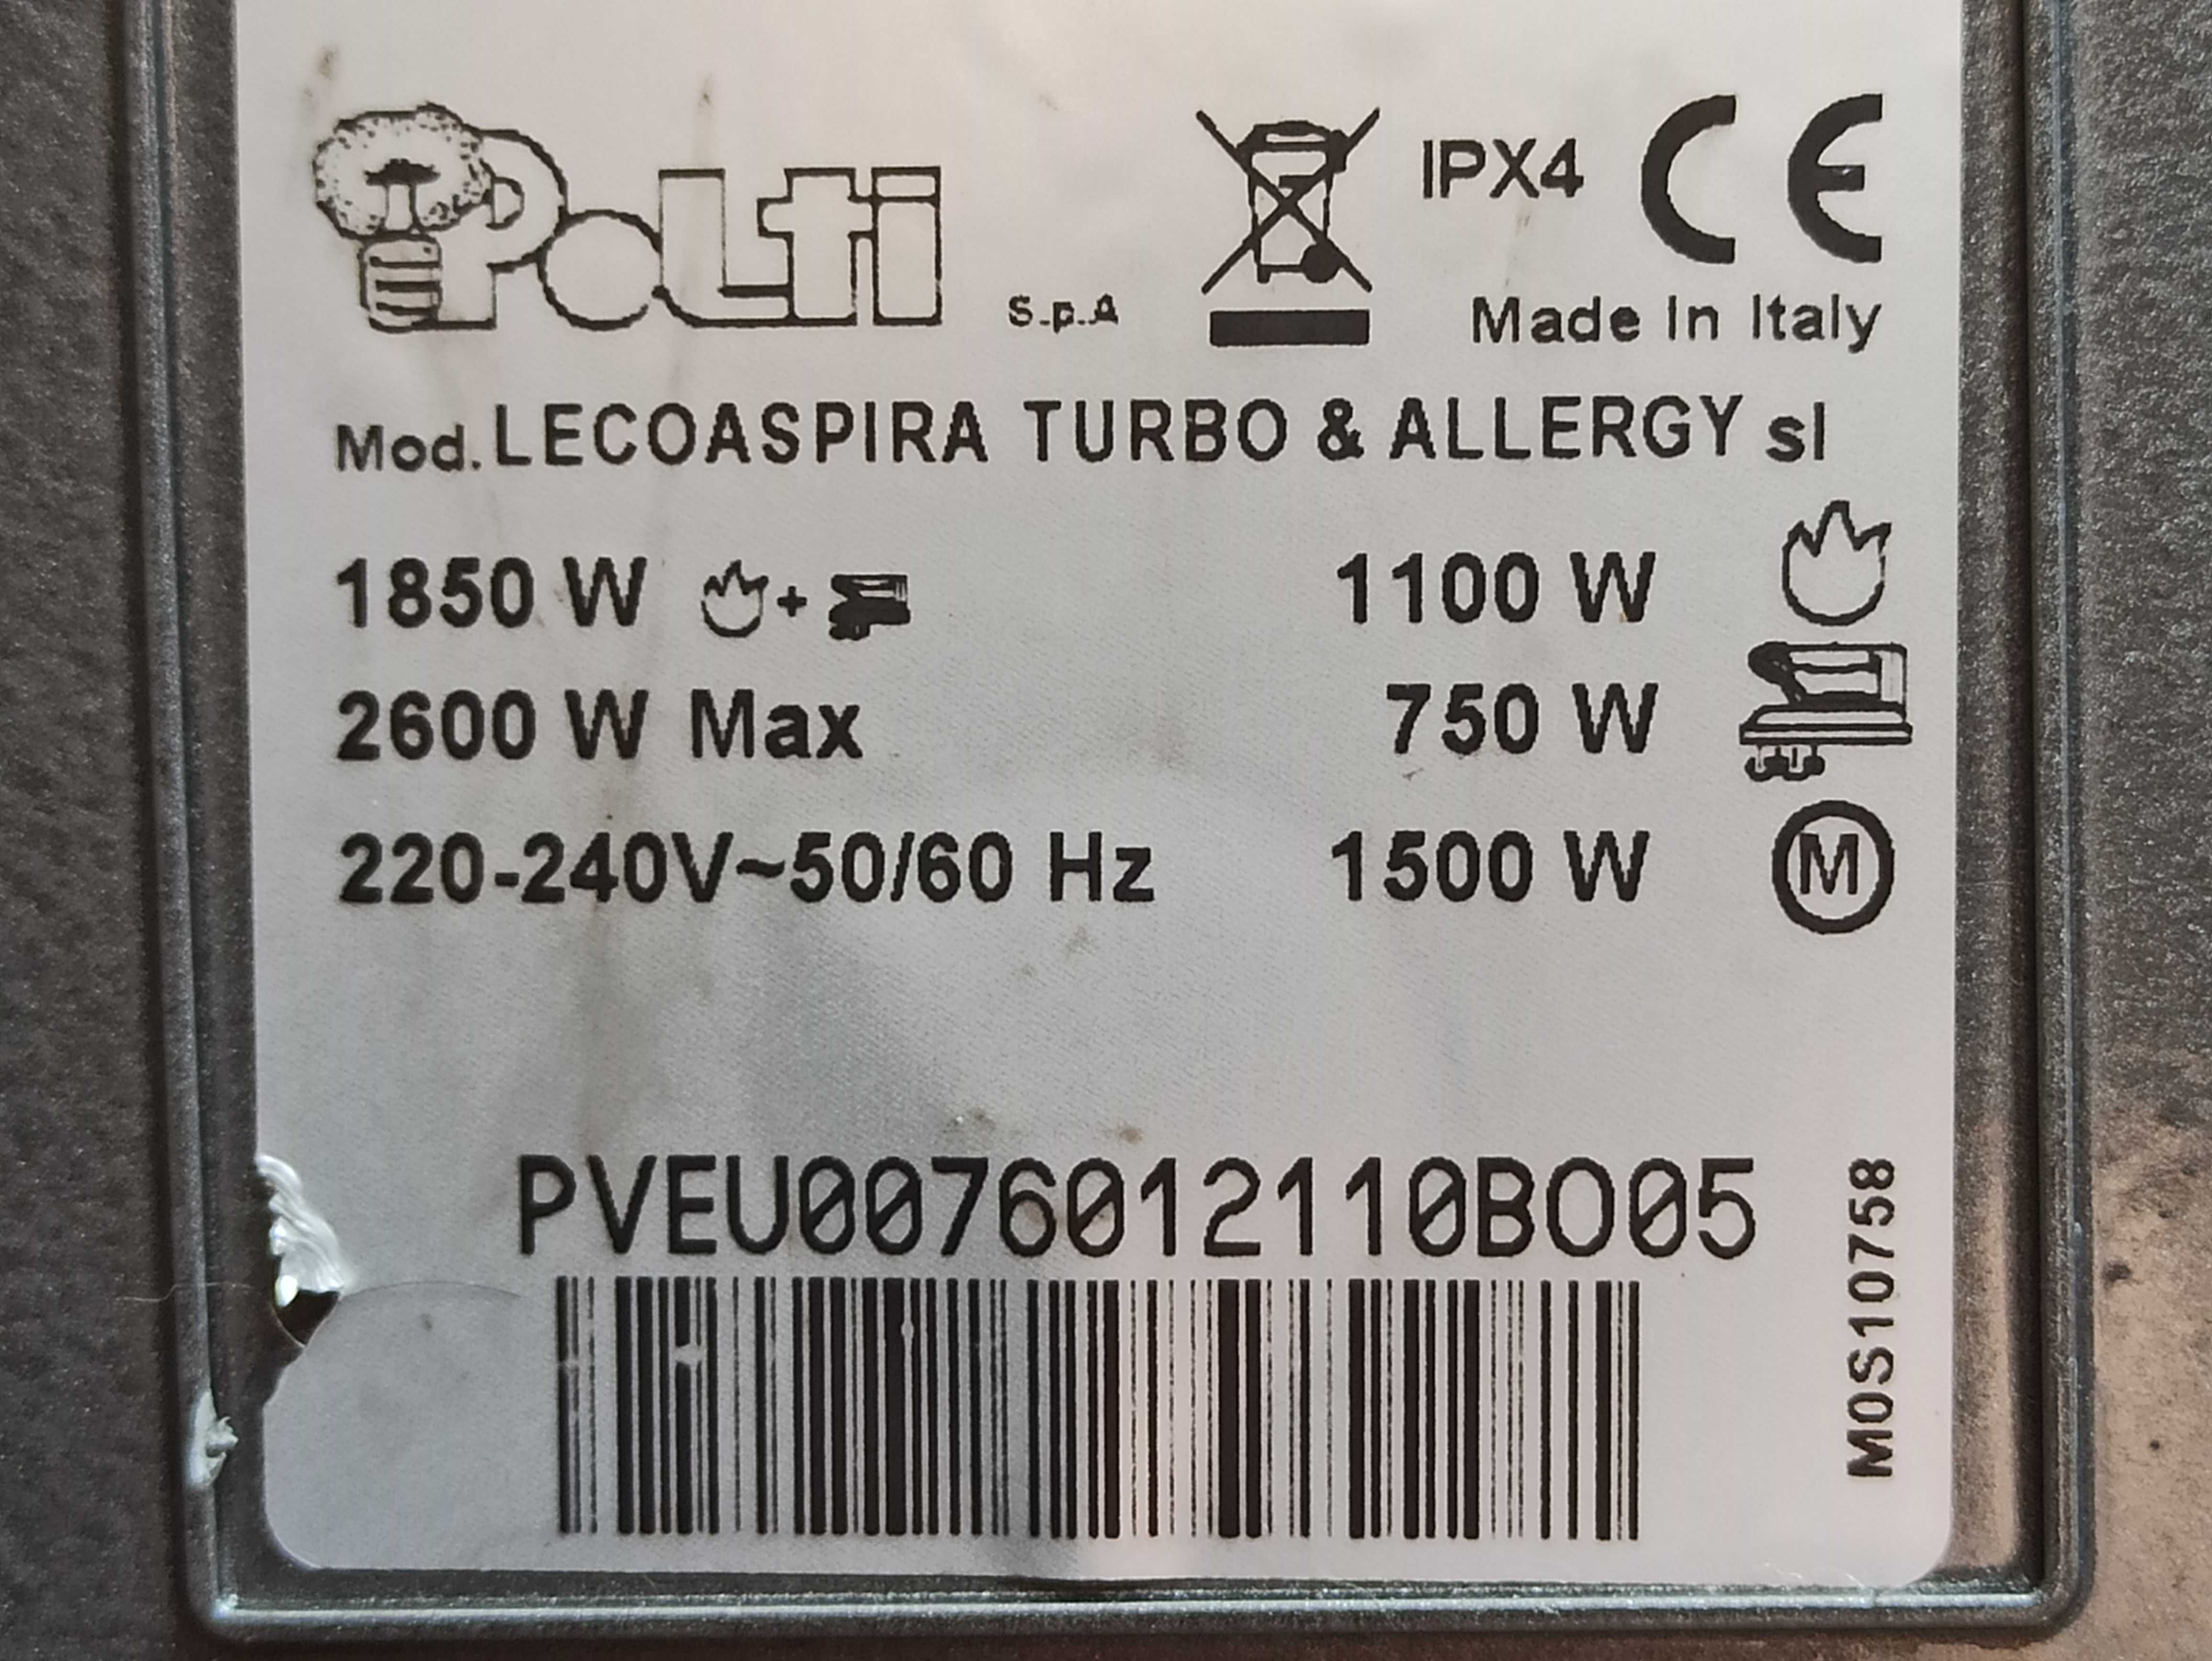 Polti S.p.A
IPX4 CE
Made In Italy
Mod. LECOASPIRA TURBO & ALLERGY sl
1850 W + 1100 W
2600 W Max 750 W
220-240V~50/60 Hz 1500 W M
PVEU0076012110BO05
M0S10758